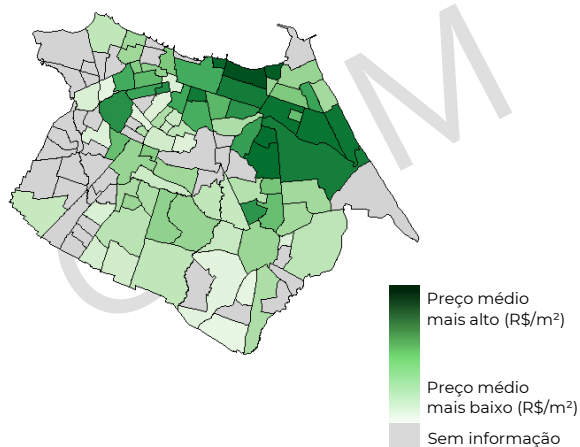 Preço médio
mais alto (R$/m²)
Preço médio
mais baixo (R$/m²)
Sem informação